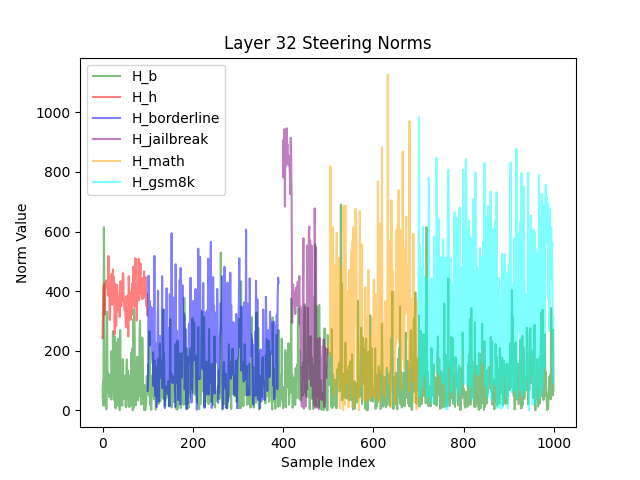 Layer 32 Steering Norms
H_b
H_h
H_borderline
H_jailbreak
H_math
H_gsm8k
Norm Value
1000
800
600
400
200
0
0 200 400 600 800 1000
Sample Index